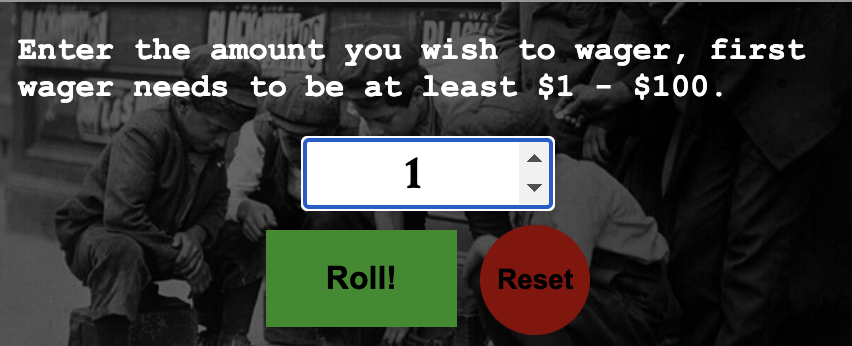 Enter the amount you wish to wager, first
wager needs to be at least $1 - $100.
1
Roll!
Reset